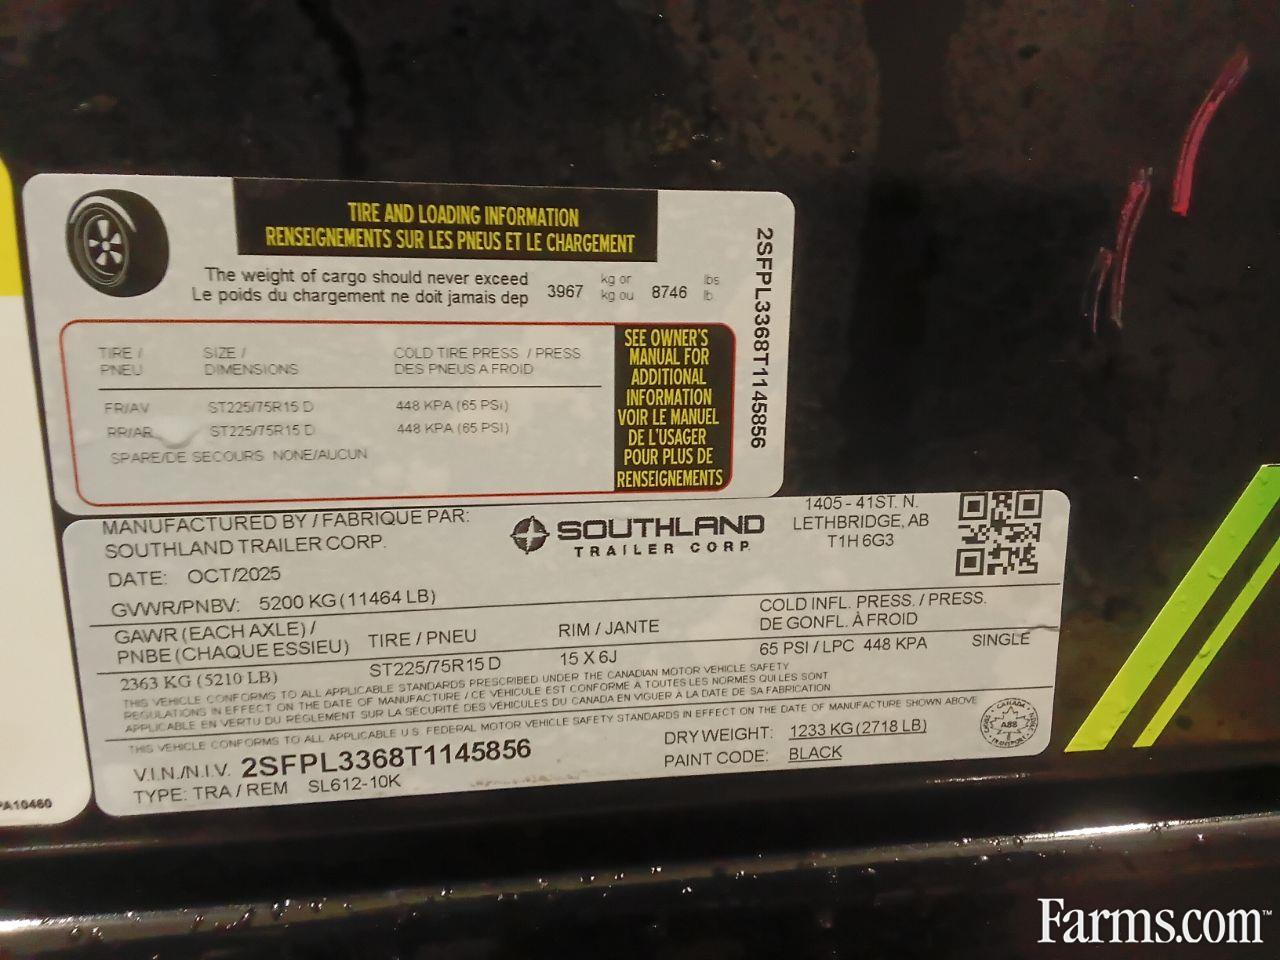 TIRE AND LOADING INFORMATION
RENSEIGNEMENTS SUR LES PNEUS ET LE CHARGEMENT
The weight of cargo should never exceed
Le poids du chargement ne doit jamais dep
3967 kg or
kg ou 8746 lbs
lb
TIRE / SIZE / COLD TIRE PRESS / PRESS
PNEU DIMENSIONS DES PNEUS A FROID
FR/AV ST225/75R15 D 448 KPA (65 PSI)
RR/AR ST225/75R15 D 448 KPA (65 PSI)
SPARE/DE SECOURS NONE/AUCUN
SEE OWNER'S
MANUAL FOR
ADDITIONAL
INFORMATION
VOIR LE MANUEL
DE L'USAGER
POUR PLUS DE
RENSEIGNEMENTS
2SFPL3368T1145856
MANUFACTURED BY / FABRIQUE PAR:
SOUTHLAND TRAILER CORP.
SOUTHLAND
TRAILER CORP.
1405 - 41ST. N.
LETHBRIDGE, AB
T1H 6G3
DATE: OCT/2025
GVWR/PNBV: 5200 KG (11464 LB)
GAWR (EACH AXLE) /
PNBE (CHAQUE ESSIEU) TIRE / PNEU RIM / JANTE COLD INFL. PRESS. / PRESS.
DE GONFL. À FROID
2363 KG (5210 LB) ST225/75R15 D 15 X 6J 65 PSI / LPC 448 KPA SINGLE
THIS VEHICLE CONFORMS TO ALL APPLICABLE STANDARDS PRESCRIBED UNDER THE CANADIAN MOTOR VEHICLE SAFETY
REGULATIONS IN EFFECT ON THE DATE OF MANUFACTURE / CE VÉHICULE EST CONFORME À TOUTES LES NORMES QUI LES SONT
APPLICABLE EN VERTU DU RÈGLEMENT SUR LA SÉCURITÉ DES VÉHICULES DU CANADA EN VIGUER À LA DATE DE SA FABRICATION
THIS VEHICLE CONFORMS TO ALL APPLICABLE U.S. FEDERAL MOTOR VEHICLE SAFETY STANDARDS IN EFFECT ON THE DATE OF MANUFACTURE SHOWN ABOVE
V.I.N./N.I.V. 2SFPL3368T1145856
TYPE: TRA / REM SL612-10K
DRY WEIGHT: 1233 KG (2718 LB)
PAINT CODE: BLACK
CANADA
A88
TRANSPORT
PA10460
Farms.com™